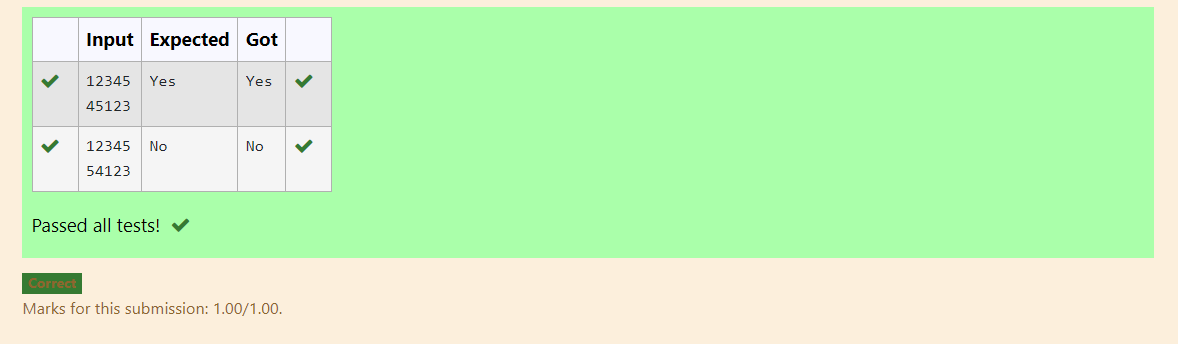 Input Expected Got
12345 Yes Yes
45123
12345 No No
54123
Passed all tests!
Correct
Marks for this submission: 1.00/1.00.